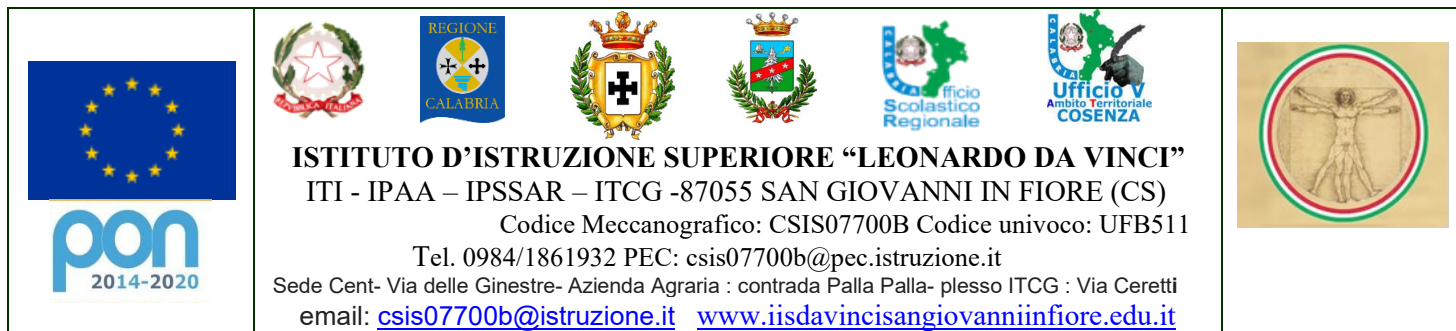 REGIONE
CALABRIA
REPVBBLICA ITALIANA
CALABRIA
Ufficio
Scolastico
Regionale
CALABRIA
Ufficio V
Ambito Territoriale
COSENZA
pon
2014-2020
ISTITUTO D’ISTRUZIONE SUPERIORE “LEONARDO DA VINCI”
ITI - IPAA – IPSSAR – ITCG -87055 SAN GIOVANNI IN FIORE (CS)
Codice Meccanografico: CSIS07700B Codice univoco: UFB511
Tel. 0984/1861932 PEC: csis07700b@pec.istruzione.it
Sede Cent- Via delle Ginestre- Azienda Agraria : contrada Palla Palla- plesso ITCG : Via Ceretti
email: csis07700b@istruzione.it www.iisdavincisangiovanniinfiore.edu.it